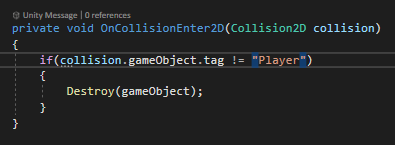 Unity Message | 0 references
private void OnCollisionEnter2D(Collision2D collision)
{
if(collision.gameObject.tag != "Player")
{
Destroy(gameObject);
}
}